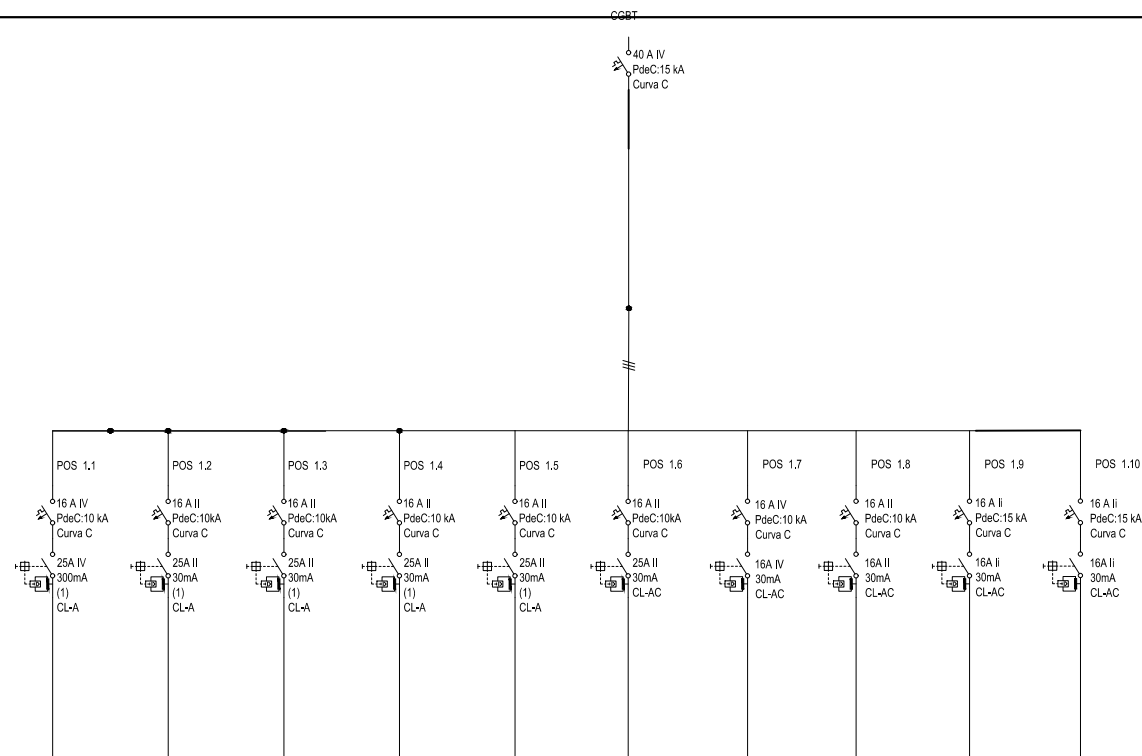 CGBT
40 A IV
PdeC:15 kA
Curva C
POS 1.1
16 A IV
PdeC:10 kA
Curva C
25A IV
300mA
(1)
CL-A
POS 1.2
16 A II
PdeC:10kA
Curva C
25A II
30mA
(1)
CL-A
POS 1.3
16 A II
PdeC:10kA
Curva C
25A II
30mA
(1)
CL-A
POS 1.4
16 A II
PdeC:10 kA
Curva C
25A II
30mA
(1)
CL-A
POS 1.5
16 A II
PdeC:10 kA
Curva C
25A II
30mA
(1)
CL-A
POS 1.6
16 A II
PdeC:10kA
Curva C
25A II
30mA
CL-AC
POS 1.7
16 A IV
PdeC:10 kA
Curva C
16A IV
30mA
CL-AC
POS 1.8
16 A II
PdeC:10 kA
Curva C
16A II
30mA
CL-AC
POS 1.9
16 A Ii
PdeC:15 kA
Curva C
16A Ii
30mA
CL-AC
POS 1.10
16 A Ii
PdeC:15 kA
Curva C
16A Ii
30mA
CL-AC